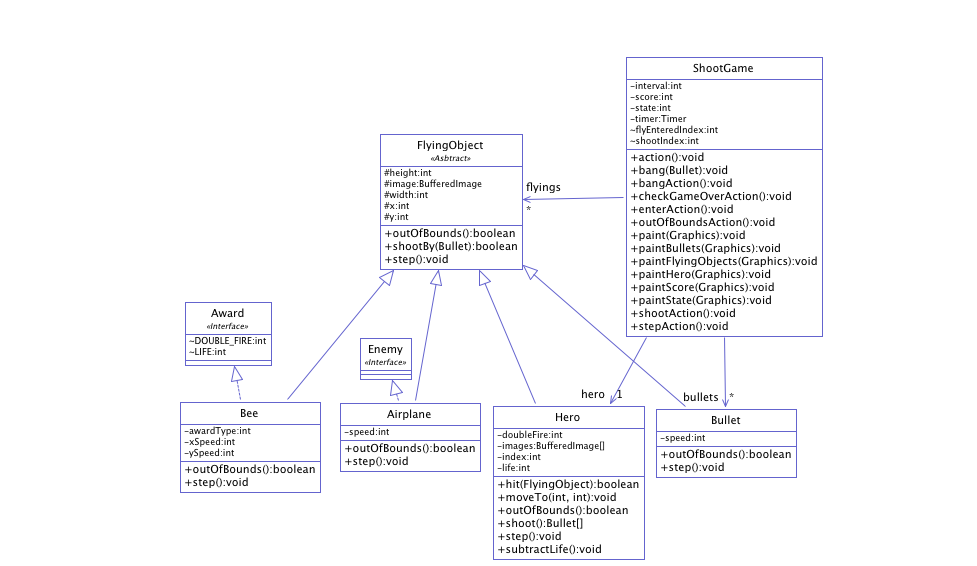 ShootGame
-interval:int
-score:int
-state:int
-timer:Timer
~flyEnteredIndex:int
~shootIndex:int
+action():void
+bang(Bullet):void
+bangAction():void
+checkGameOverAction():void
+enterAction():void
+outOfBoundsAction():void
+paint(Graphics):void
+paintBullets(Graphics):void
+paintFlyingObjects(Graphics):void
+paintHero(Graphics):void
+paintScore(Graphics):void
+paintState(Graphics):void
+shootAction():void
+stepAction():void
FlyingObject
«Asbtract»
#height:int
#image:BufferedImage
#width:int
#x:int
#y:int
+outOfBounds():boolean
+shootBy(Bullet):boolean
+step():void
flyings
*
Award
«Interface»
~DOUBLE_FIRE:int
~LIFE:int
Enemy
«Interface»
hero 1
bullets *
Bee
-awardType:int
-xSpeed:int
-ySpeed:int
+outOfBounds():boolean
+step():void
Airplane
-speed:int
+outOfBounds():boolean
+step():void
Hero
-doubleFire:int
-images:BufferedImage[]
-index:int
-life:int
+hit(FlyingObject):boolean
+moveTo(int, int):void
+outOfBounds():boolean
+shoot():Bullet[]
+step():void
+subtractLife():void
Bullet
-speed:int
+outOfBounds():boolean
+step():void